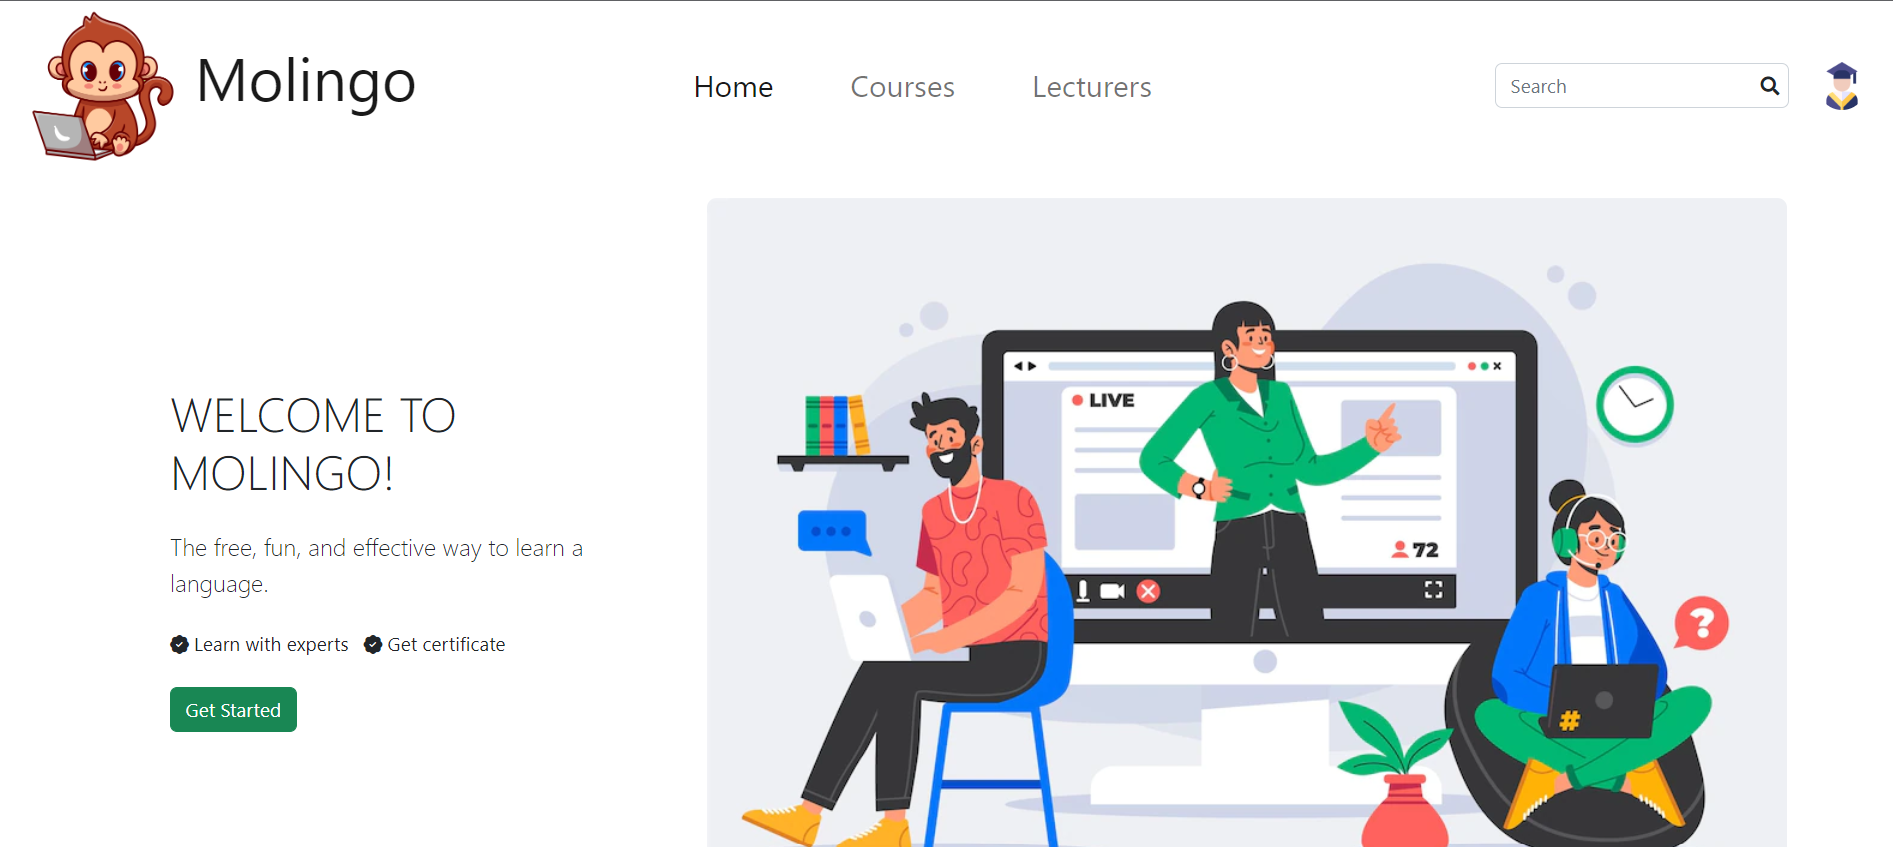 Molingo
Home
Courses
Lecturers
Search
WELCOME TO
MOLINGO!
The free, fun, and effective way to learn a
language.
Learn with experts
Get certificate
Get Started
LIVE
72
?
#